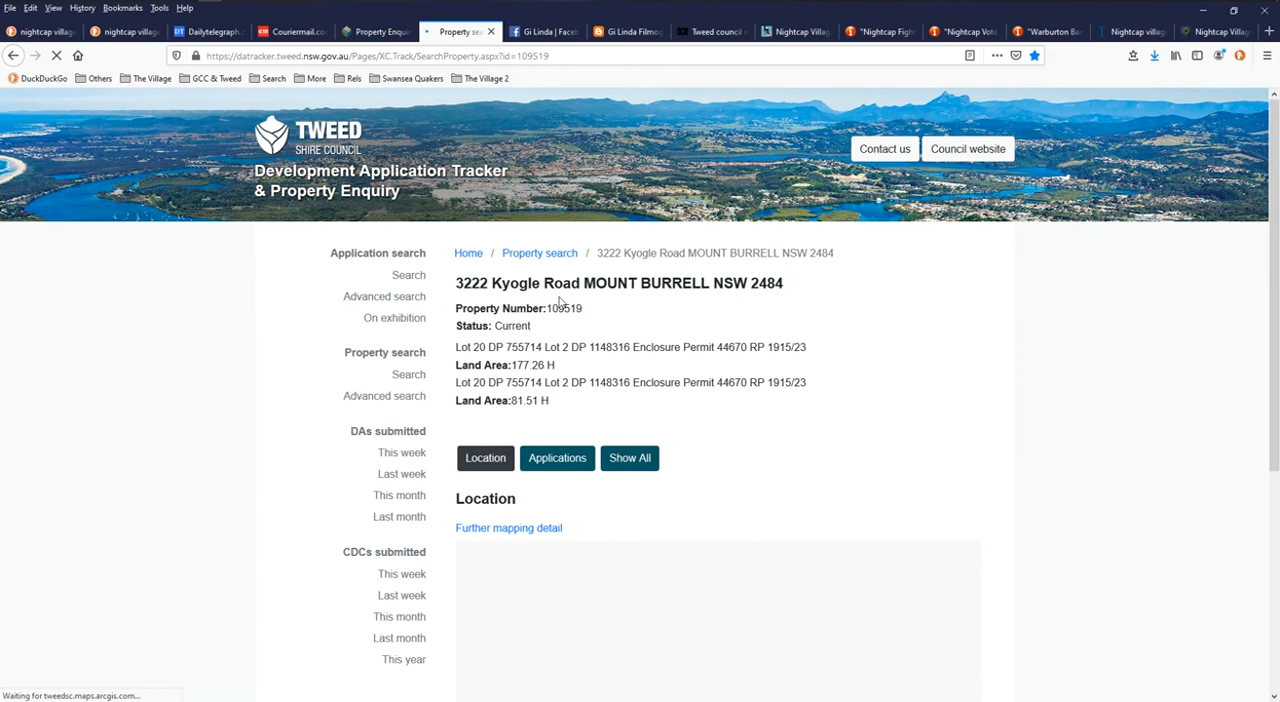 File Edit View History Bookmarks Tools Help
nightcap village nightcap village Dailytelegraph. Couriermail.co Property Enqui Property sea Gi Linda | Faceb Gi Linda Filmog Tweed council Nightcap Villag "Nightcap Figh "Nightcap Vote "Warburton Ba Nightcap villag Nightcap Villag
https://datracker.tweed.nsw.gov.au/Pages/XC.Track/SearchProperty.aspx?id=109519
DuckDuckGo Others The Village GCC & Tweed Search More Rels Swansea Quakers The Village 2
TWEED
SHIRE COUNCIL
Development Application Tracker
& Property Enquiry
Contact us Council website
Application search
Search
Advanced search
On exhibition
Property search
Search
Advanced search
DAs submitted
This week
Last week
This month
Last month
CDCs submitted
This week
Last week
This month
Last month
This year
Home / Property search / 3222 Kyogle Road MOUNT BURRELL NSW 2484
3222 Kyogle Road MOUNT BURRELL NSW 2484
Property Number:109519
Status: Current
Lot 20 DP 755714 Lot 2 DP 1148316 Enclosure Permit 44670 RP 1915/23
Land Area:177.26 H
Lot 20 DP 755714 Lot 2 DP 1148316 Enclosure Permit 44670 RP 1915/23
Land Area:81.51 H
Location Applications Show All
Location
Further mapping detail
Waiting for tweedsc.maps.arcgis.com...